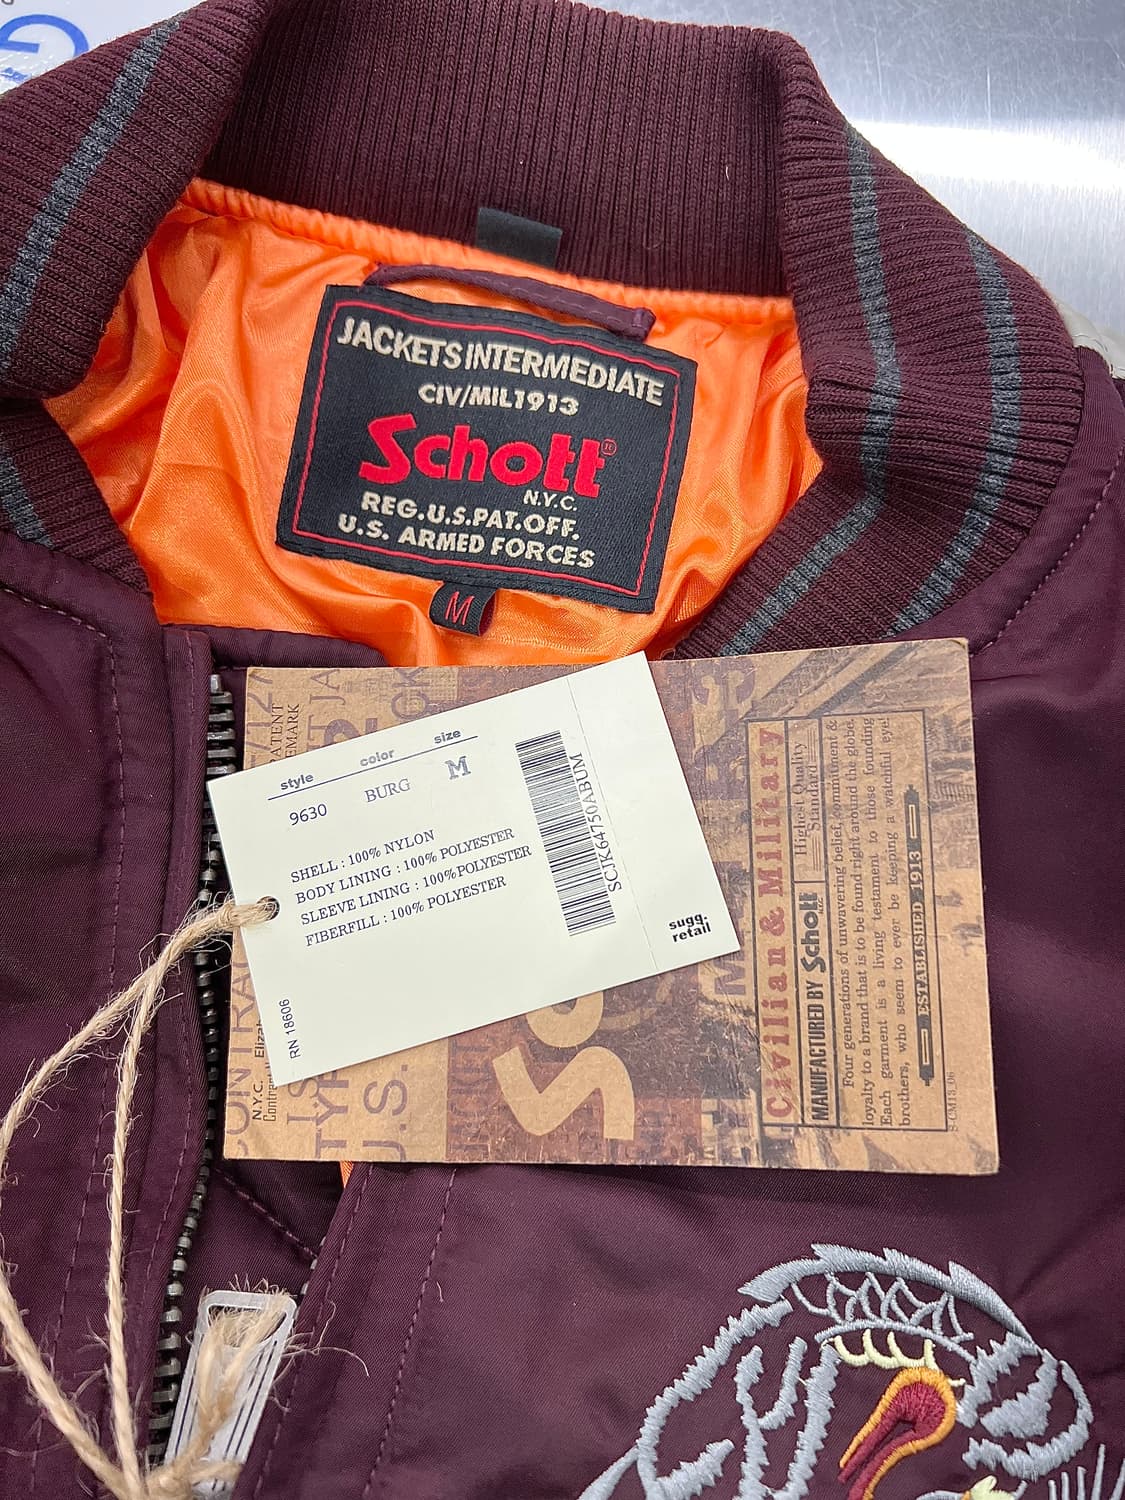 G
JACKETS INTERMEDIATE
CIV/MIL1913
Schott
N.Y.C.
REG.U.S.PAT.OFF.
U.S. ARMED FORCES
M
style color size
9630 BURG M
SHELL : 100% NYLON
BODY LINING : 100% POLYESTER
SLEEVE LINING : 100%POLYESTER
FIBERFILL : 100% POLYESTER
SCJK64750ABUM
sugg.
retail
RN 18606
Civilian & Military
MANUFACTURED BY Schott N.Y.C.
Highest Quality
Standard
Four generations of unwavering belief, commitment &
loyalty to a brand that is to be found right around the globe.
Each garment is a living testament to those founding
brothers, who seem to ever be keeping a watchful eye!
ESTABLISHED 1913
N.Y.C.
U.S.